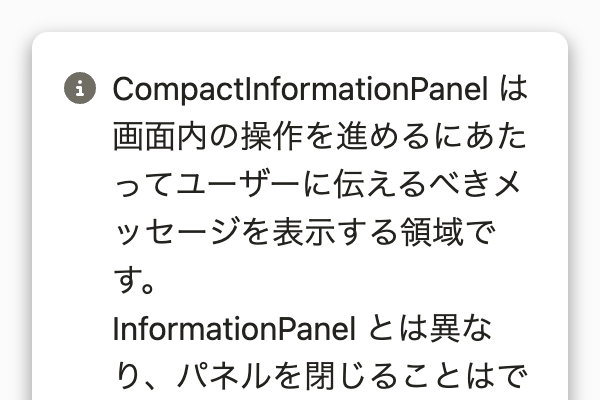 CompactInformationPanel は
画面内の操作を進めるにあた
ってユーザーに伝えるべきメ
ッセージを表示する領域で
す。
InformationPanel とは異な
り、パネルを閉じることはで